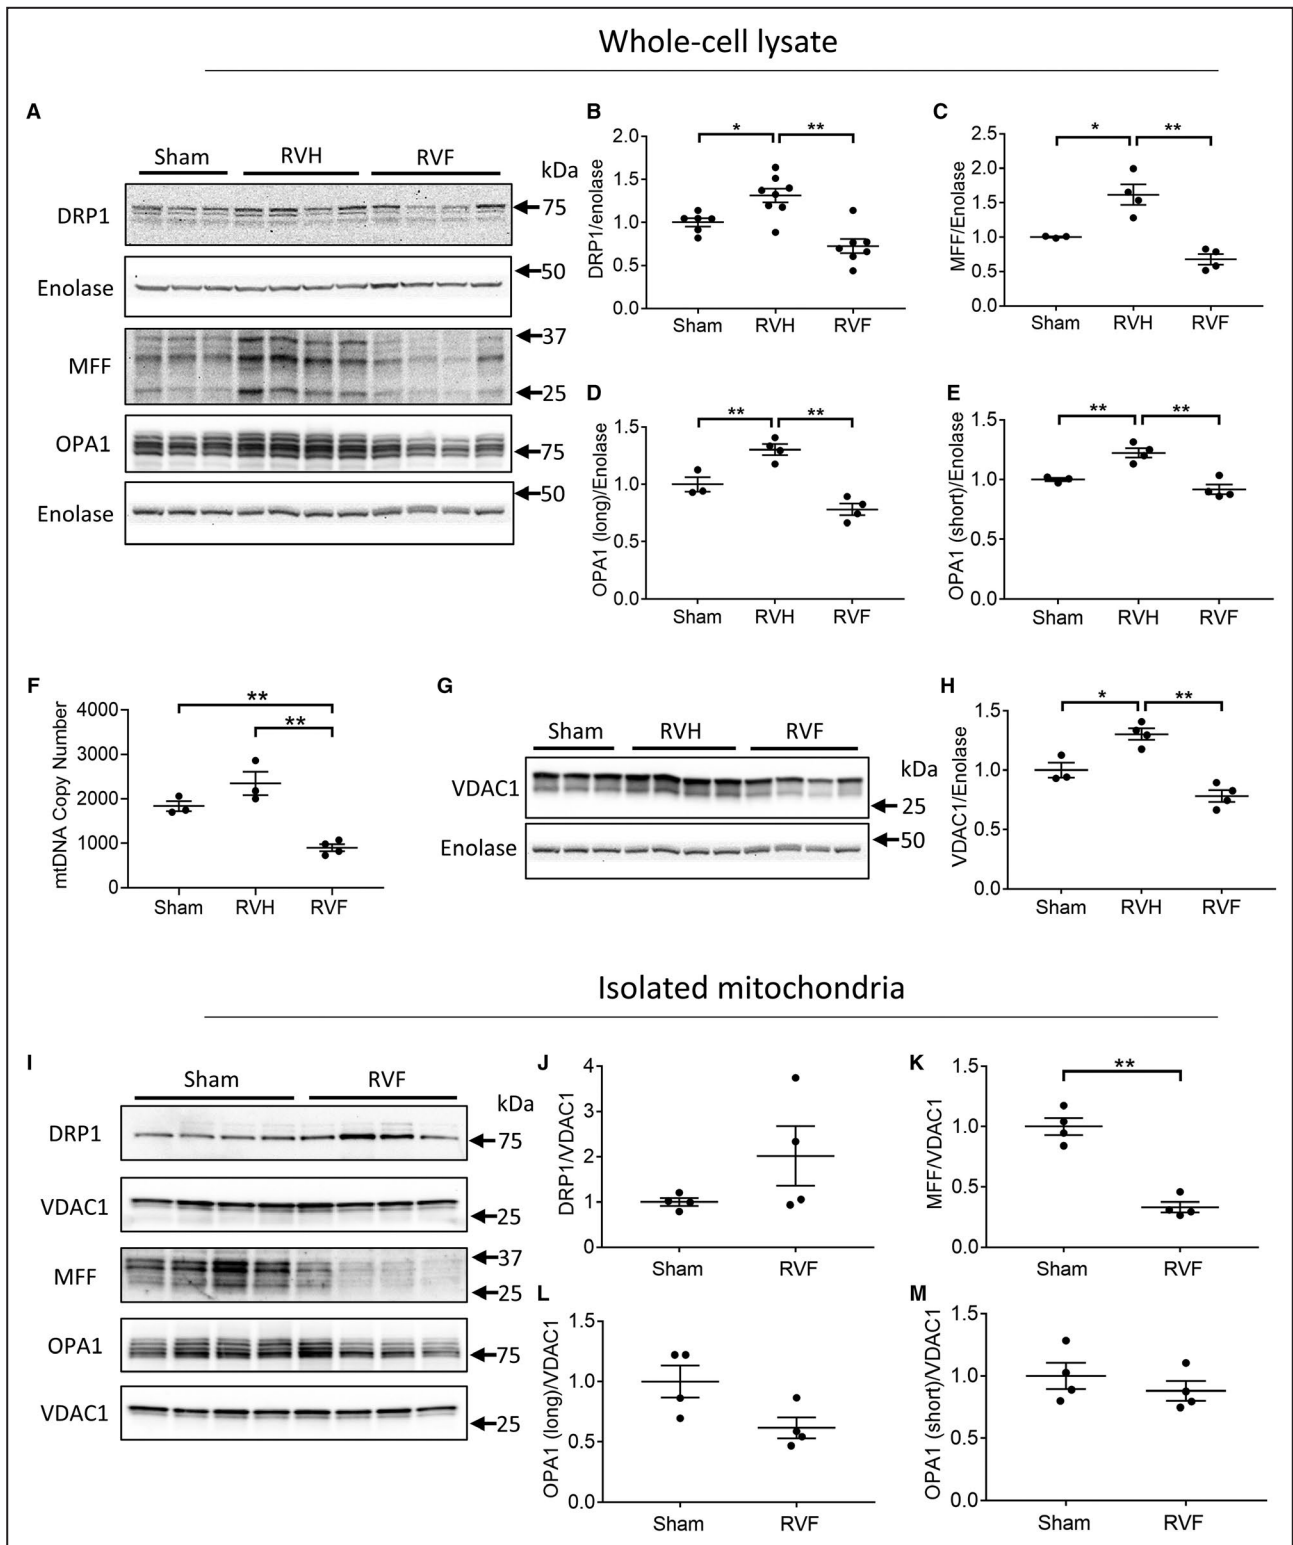 Whole-cell lysate
A
Sham RVH RVF
kDa
DRP1
75
Enolase
50
MFF
37
25
OPA1
75
Enolase
50
B
DRP1/enolase
2.0
1.5
1.0
0.5
0.0
* **
Sham RVH RVF
C
MFF/Enolase
2.5
2.0
1.5
1.0
0.5
0.0
* **
Sham RVH RVF
D
OPA1 (long)/Enolase
1.5
1.0
0.5
0.0
** **
Sham RVH RVF
E
OPA1 (short)/Enolase
1.5
1.0
0.5
0.0
** **
Sham RVH RVF
F
mtDNA Copy Number
4000
3000
2000
1000
0
**
**
Sham RVH RVF
G
Sham RVH RVF
kDa
VDAC1
25
Enolase
50
H
VDAC1/Enolase
1.5
1.0
0.5
0.0
* **
Sham RVH RVF
Isolated mitochondria
I
Sham RVF
kDa
DRP1
75
VDAC1
25
MFF
37
25
OPA1
75
VDAC1
25
J
DRP1/VDAC1
4
3
2
1
0
Sham RVF
K
MFF/VDAC1
1.5
1.0
0.5
0.0
**
Sham RVF
L
OPA1 (long)/VDAC1
1.5
1.0
0.5
0.0
Sham RVF
M
OPA1 (short)/VDAC1
1.5
1.0
0.5
0.0
Sham RVF